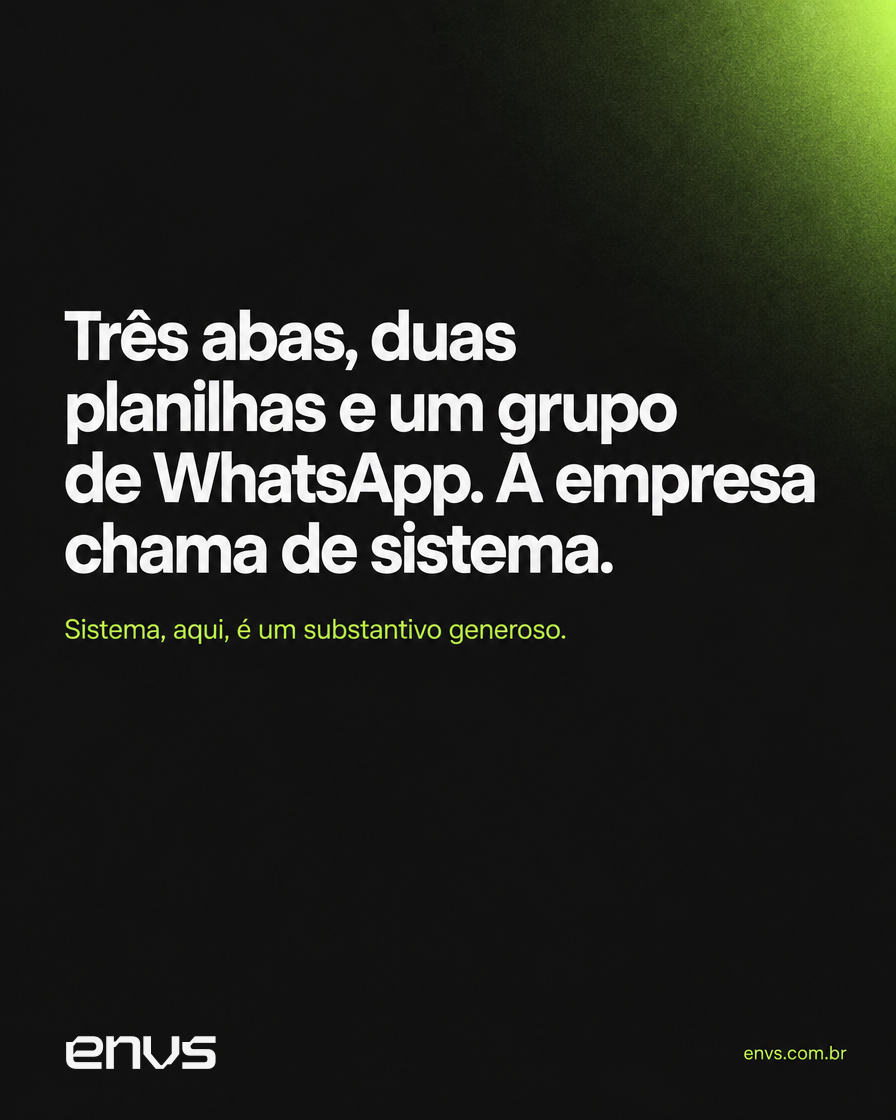 Três abas, duas
planilhas e um grupo
de WhatsApp. A empresa
chama de sistema.
Sistema, aqui, é um substantivo generoso.
envs
envs.com.br